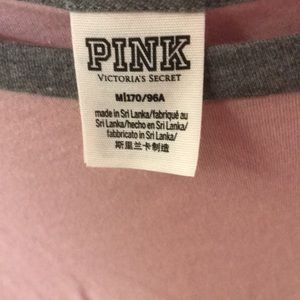 PINK
VICTORIA'S SECRET
M|170/96A
made in Sri Lanka/fabriqué au
Sri Lanka/hecho en Sri Lanka/
fabbricato in Sri Lanka/
斯里兰卡制造